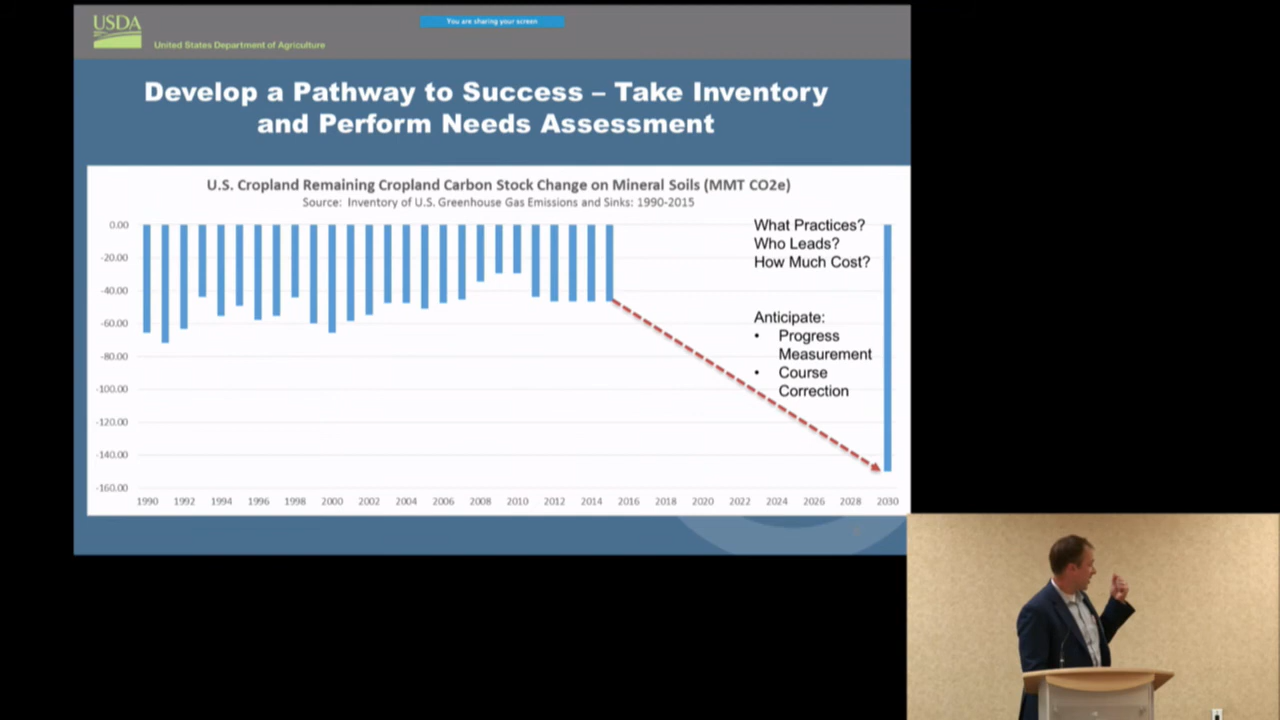 USDA
United States Department of Agriculture
You are sharing your screen
Develop a Pathway to Success – Take Inventory
and Perform Needs Assessment
U.S. Cropland Remaining Cropland Carbon Stock Change on Mineral Soils (MMT CO2e)
Source: Inventory of U.S. Greenhouse Gas Emissions and Sinks: 1990-2015
0.00
-20.00
-40.00
-60.00
-80.00
-100.00
-120.00
-140.00
-160.00
What Practices?
Who Leads?
How Much Cost?
Anticipate:
• Progress
Measurement
• Course
Correction
1990 1992 1994 1996 1998 2000 2002 2004 2006 2008 2010 2012 2014 2016 2018 2020 2022 2024 2026 2028 2030